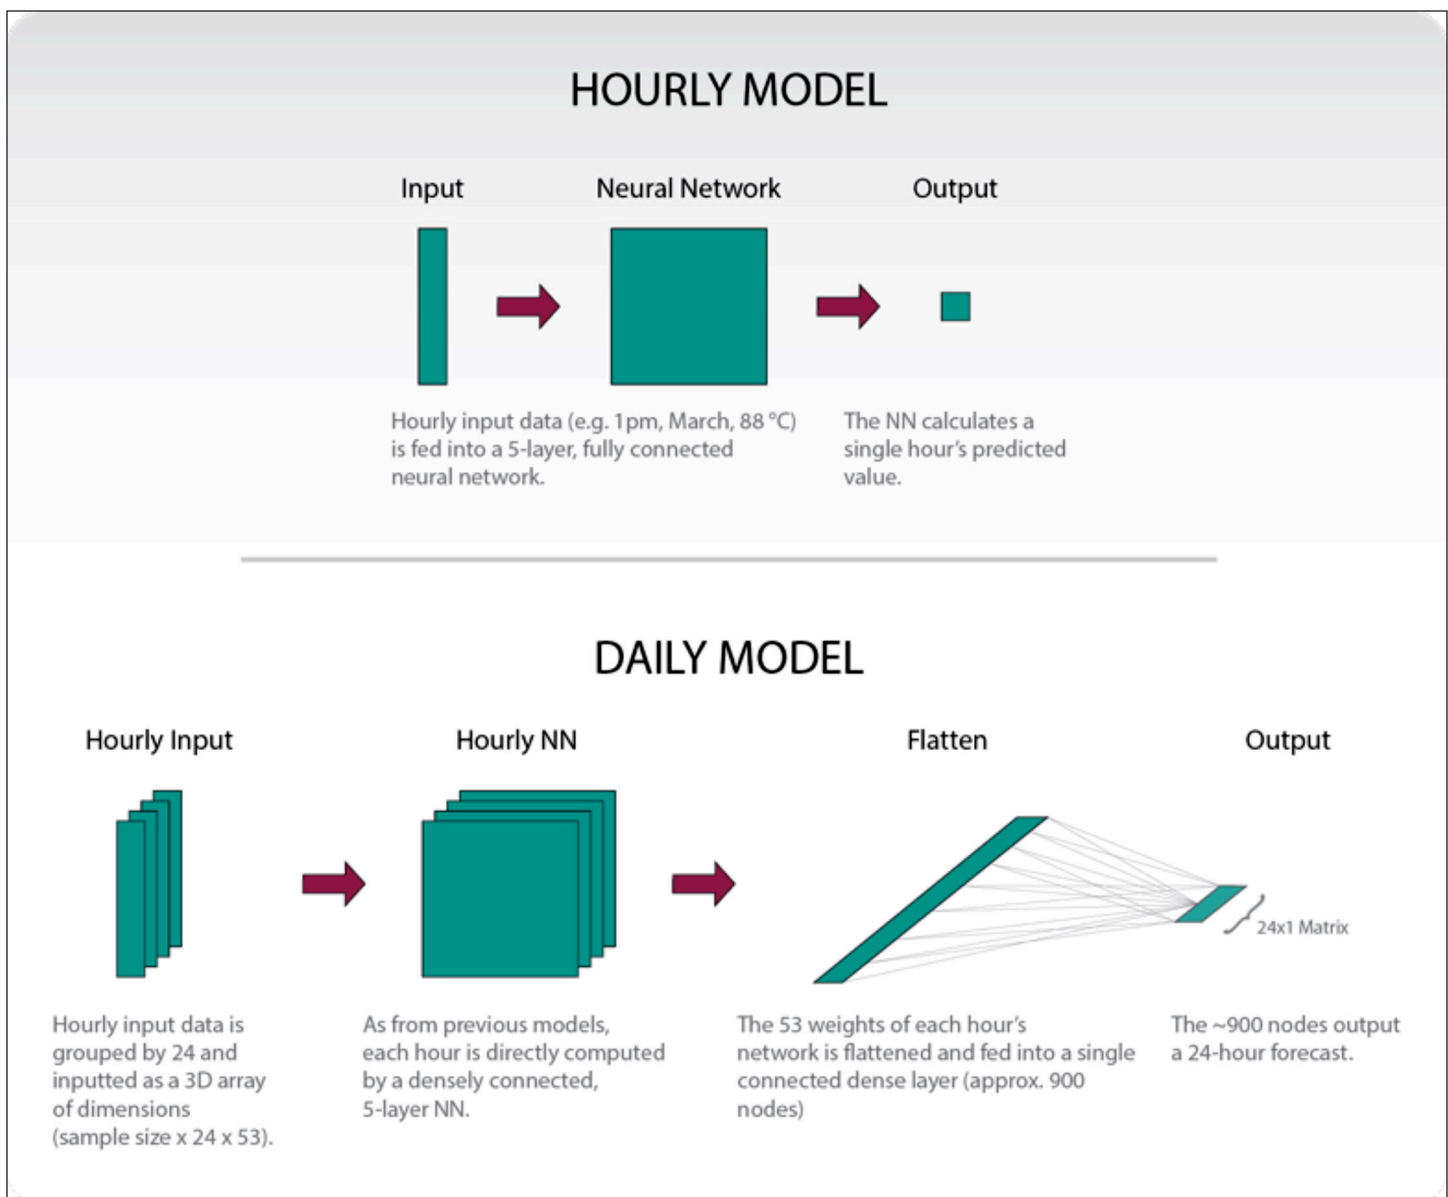 HOURLY MODEL
Input
Neural Network
Output
Hourly input data (e.g. 1pm, March, 88 °C)
is fed into a 5-layer, fully connected
neural network.
The NN calculates a
single hour's predicted
value.
DAILY MODEL
Hourly Input
Hourly NN
Flatten
Output
24x1 Matrix
Hourly input data is
grouped by 24 and
inputted as a 3D array
of dimensions
(sample size x 24 x 53).
As from previous models,
each hour is directly computed
by a densely connected,
5-layer NN.
The 53 weights of each hour's
network is flattened and fed into a single
connected dense layer (approx. 900
nodes)
The ~900 nodes output
a 24-hour forecast.